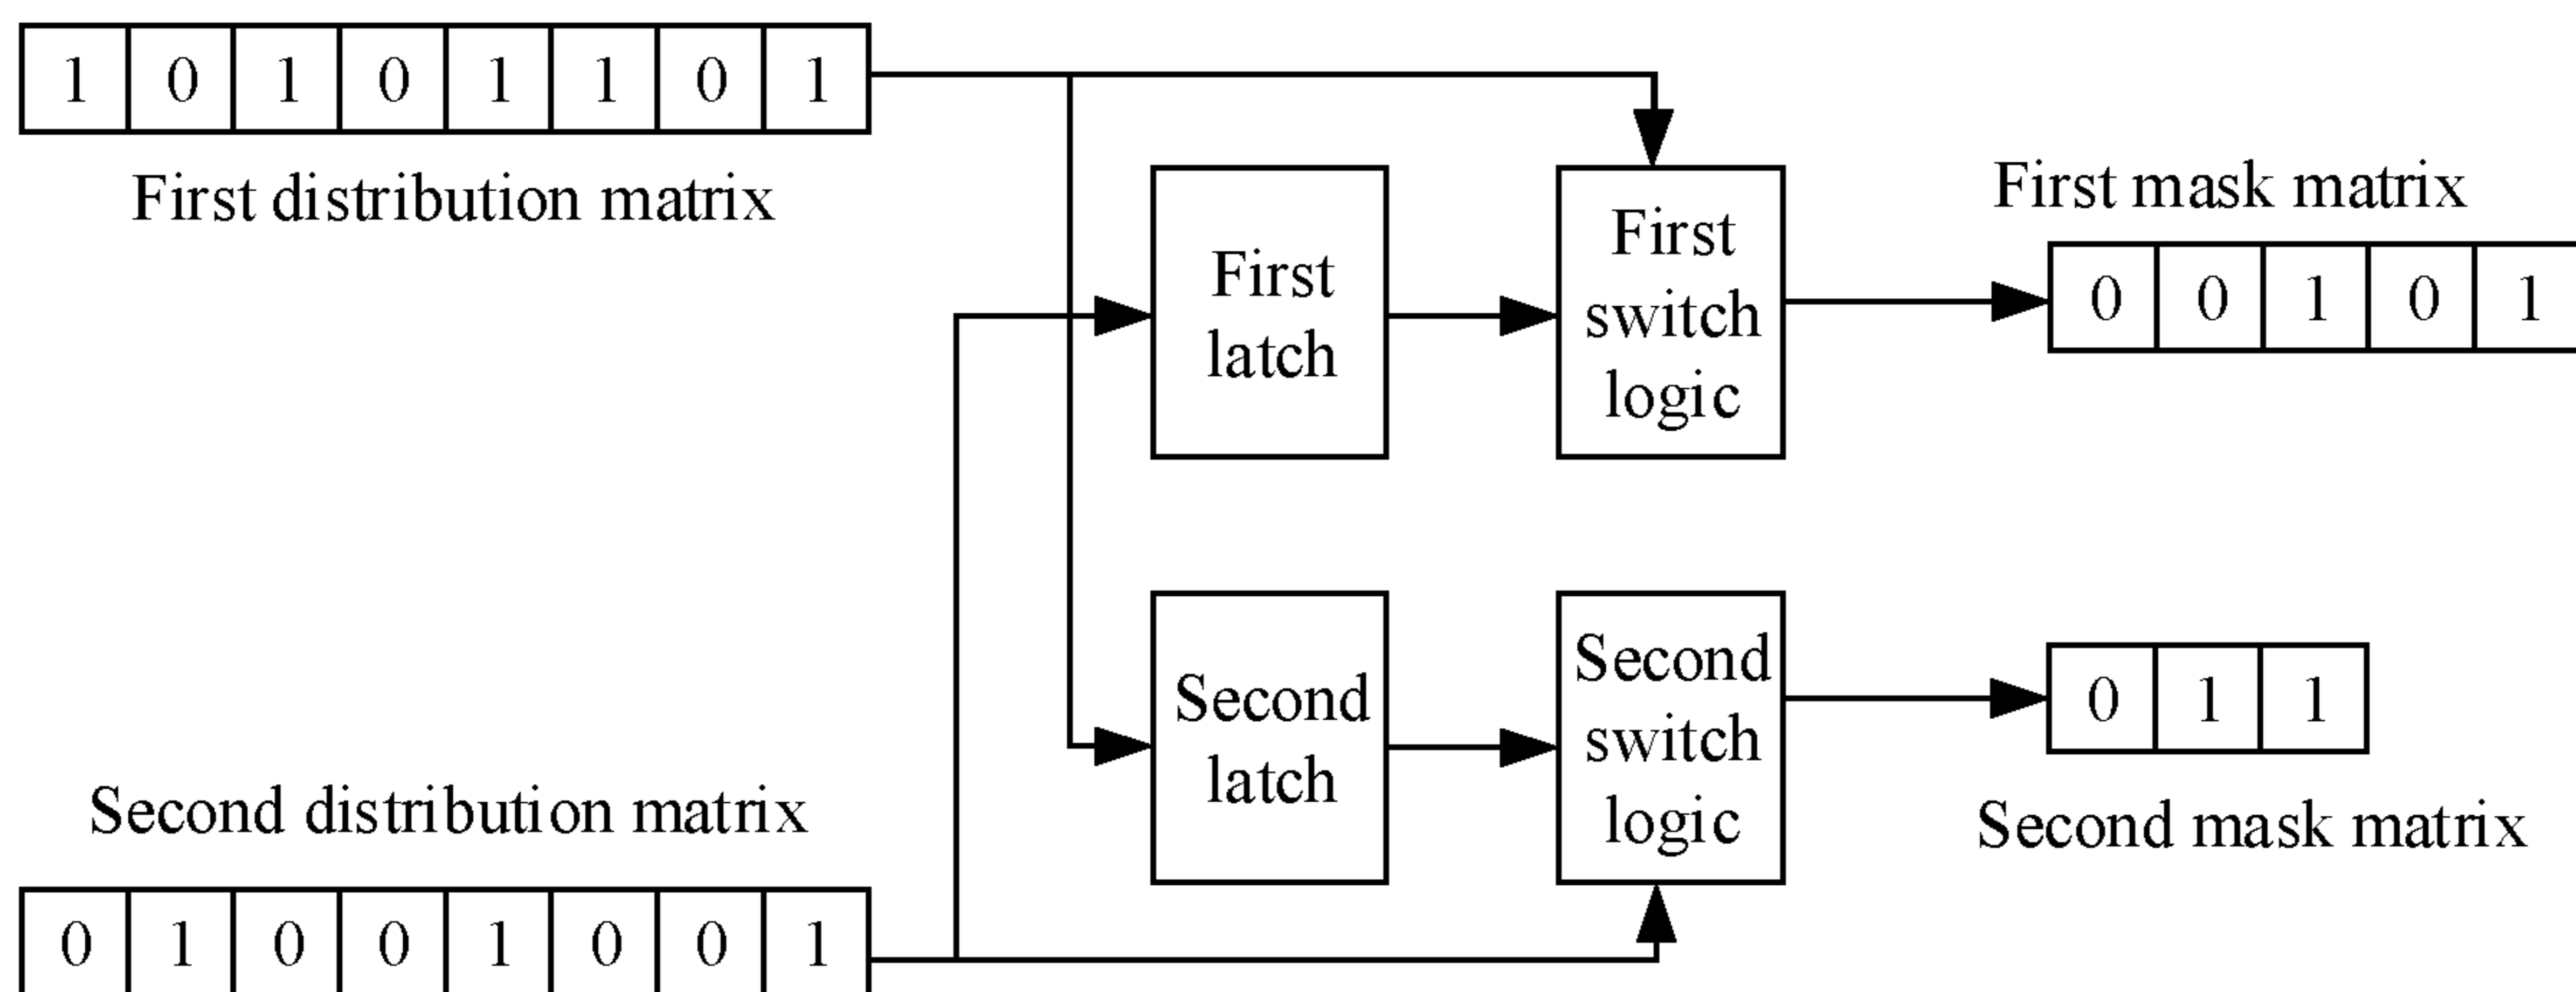 1 0 1 0 1 1 0 1
First distribution matrix
First
latch
First
switch
logic
First mask matrix
0 0 1 0 1
Second
latch
Second
switch
logic
0 1 1
Second mask matrix
Second distribution matrix
0 1 0 0 1 0 0 1